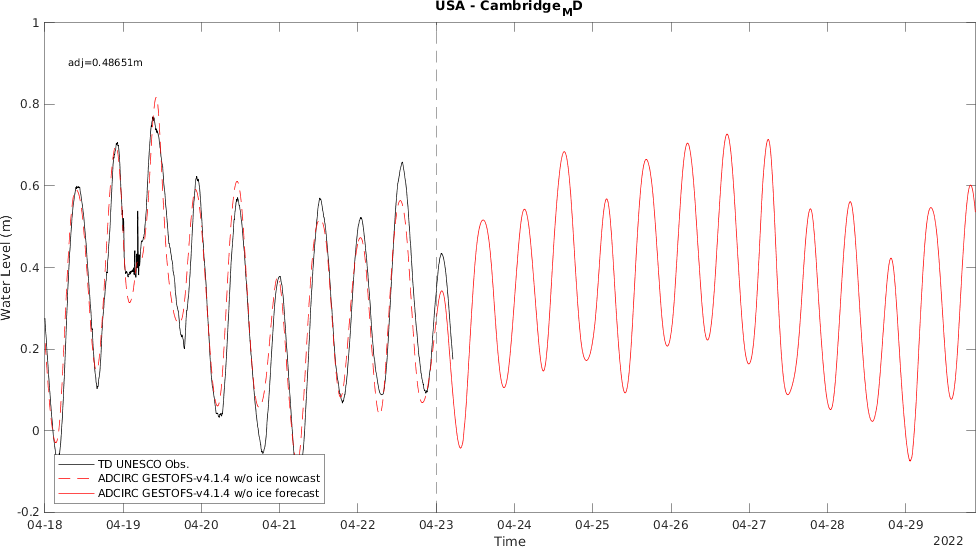 USA - Cambridge_MD
adj=0.48651m
1
0.8
0.6
0.4
0.2
0
-0.2
Water Level (m)
TD UNESCO Obs.
ADCIRC GESTOFS-v4.1.4 w/o ice nowcast
ADCIRC GESTOFS-v4.1.4 w/o ice forecast
04-18 04-19 04-20 04-21 04-22 04-23 04-24 04-25 04-26 04-27 04-28 04-29
Time
2022